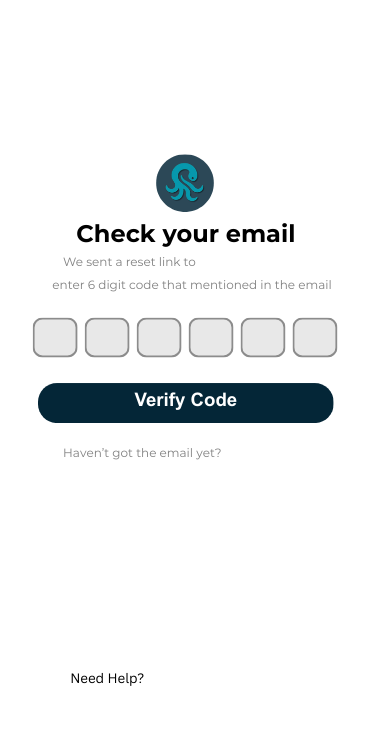 Check your email
We sent a reset link to
enter 6 digit code that mentioned in the email
Verify Code
Haven’t got the email yet?
Need Help?